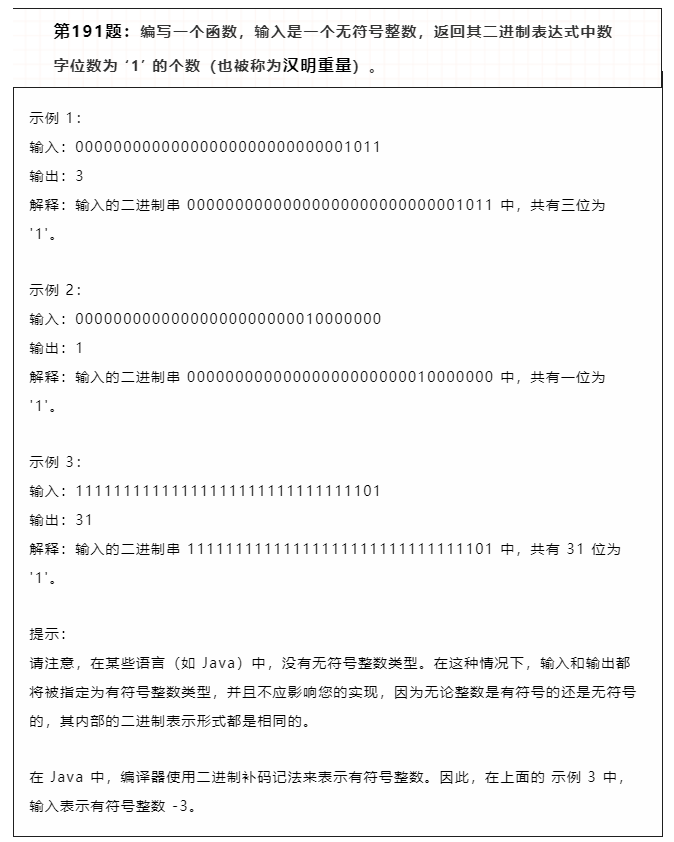 第191题：编写一个函数，输入是一个无符号整数，返回其二进制表达式中数
字位数为 ‘1’ 的个数（也被称为汉明重量）。
示例 1：
输入：00000000000000000000000000001011
输出：3
解释：输入的二进制串 00000000000000000000000000001011 中，共有三位为
'1'。
示例 2：
输入：00000000000000000000000010000000
输出：1
解释：输入的二进制串 00000000000000000000000010000000 中，共有一位为
'1'。
示例 3：
输入：11111111111111111111111111111101
输出：31
解释：输入的二进制串 11111111111111111111111111111101 中，共有 31 位为
'1'。
提示：
请注意，在某些语言（如 Java）中，没有无符号整数类型。在这种情况下，输入和输出都
将被指定为有符号整数类型，并且不应影响您的实现，因为无论整数是有符号的还是无符号
的，其内部的二进制表示形式都是相同的。
在 Java 中，编译器使用二进制补码记法来表示有符号整数。因此，在上面的 示例 3 中，
输入表示有符号整数 -3。